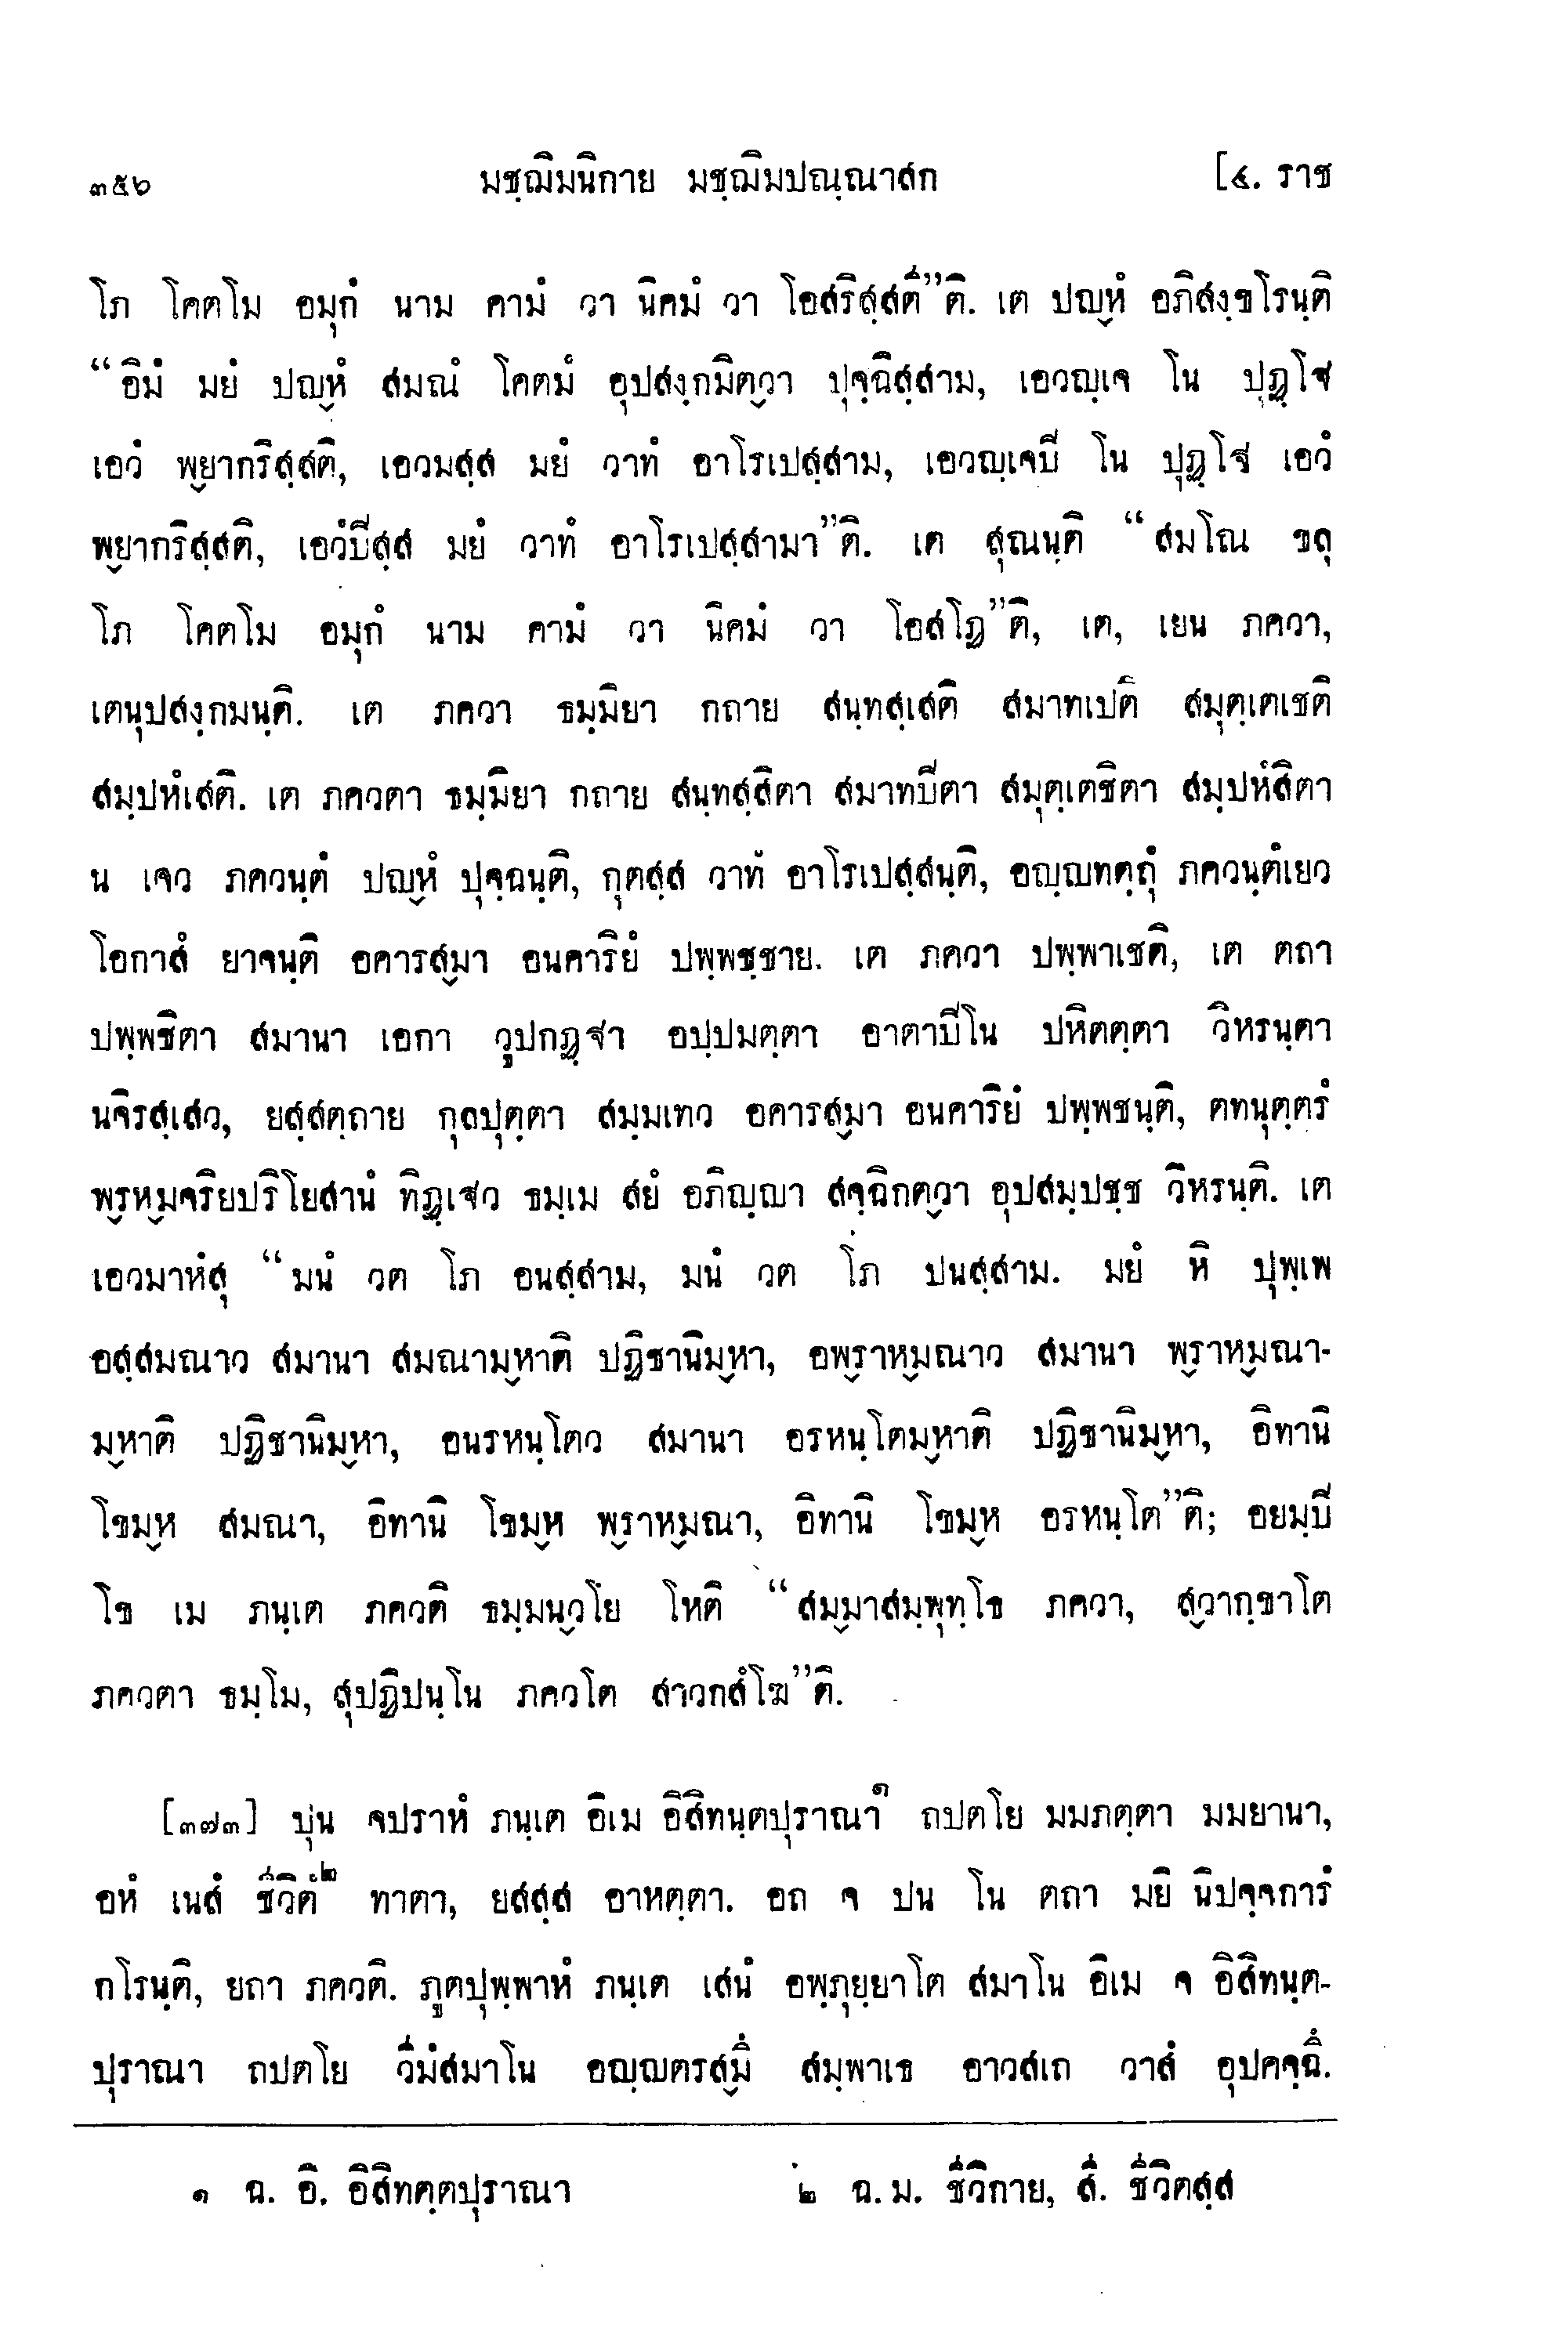 ๓๕๖ มชฺฌิมนิกาย มชฺฌิมปณฺณาสก [๔. ราช
โภ โคตโม อมุกํ นาม คามํ วา นิคมํ วา โอสริสฺสตี”ติ. เต ปญฺหํ อภิสงฺขโรนฺติ
“อิมํ มยํ ปญฺหํ สมณํ โคตมํ อุปสงฺกมิตฺวา ปุจฺฉิสฺสาม, เอวญฺเจ โน ปุฏฺโฐ
เอวํ พฺยากริสฺสติ, เอวมสฺส มยํ วาทํ อาโรเปสฺสาม, เอวญฺเจปิ โน ปุฏฺโฐ เอวํ
พฺยากริสฺสติ, เอวํปิสฺส มยํ วาทํ อาโรเปสฺสามา”ติ. เต สุณนฺติ “สมโณ ขลุ
โภ โคตโม อมุกํ นาม คามํ วา นิคมํ วา โอสโฏ”ติ, เต, เยน ภควา,
เตนุปสงฺกมนฺติ. เต ภควา ธมฺมิยา กถาย สนฺทสฺเสติ สมาทเปติ สมุตฺเตเชติ
สมฺปหํเสติ. เต ภควตา ธมฺมิยา กถาย สนฺทสฺสิตา สมาทปิตา สมุตฺเตชิตา สมฺปหํสิตา
น เจว ภควนฺตํ ปญฺหํ ปุจฺฉนฺติ, กุตสฺส วาทํ อาโรเปสฺสนฺติ, อญฺญทตฺถุํ ภควนฺตํเยว
โอกาสํ ยาจนฺติ อคารสฺมา อนคาริยํ ปพฺพชฺชาย. เต ภควา ปพฺพาเชติ, เต ตถา
ปพฺพชิตา สมานา เอกา วูปกฏฺฐา อปฺปมตฺตา อาตาปิโน ปหิตตฺตา วิหรนฺตา
นจิรสฺเสว, ยสฺสตฺถาย กุลปุตฺตา สมฺมเทว อคารสฺมา อนคาริยํ ปพฺพชนฺติ, ตทนุตฺตรํ
พฺรหฺมจริยปริโยสานํ ทิฏฺเฐว ธมฺเม สยํ อภิญฺญา สจฺฉิกตฺวา อุปสมฺปชฺช วิหรนฺติ. เต
เอวมาหํสุ “มนํ วต โภ อนสฺสาม, มนํ วต โภ ปนสฺสาม. มยํ หิ ปุพฺเพ
อสฺสมณาว สมานา สมณามฺหาติ ปฏิชานิมฺหา, อพฺราหฺมณาว สมานา พฺราหฺมณา-
มฺหาติ ปฏิชานิมฺหา, อนรหนฺโตว สมานา อรหนฺโตมฺหาติ ปฏิชานิมฺหา, อิทานิ
โขมฺห สมณา, อิทานิ โขมฺห พฺราหฺมณา, อิทานิ โขมฺห อรหนฺโต”ติ; อยมฺปิ
โข เม ภนฺเต ภควติ ธมฺมนฺวโย โหติ “สมฺมาสมฺพุทฺโธ ภควา, สฺวากฺขาโต
ภควตา ธมฺโม, สุปฏิปนฺโน ภควโต สาวกสํโฆ”ติ.
[๓๗๓] ปุน จปราหํ ภนฺเต อิเม อิสิทนฺตปุราณา๑ ถปตโย มมภตฺตา มมยานา,
อหํ เนสํ ชีวิตํ๒ ทาตา, ยสสฺส อาหตฺตา. อถ จ ปน โน ตถา มยิ นิปจฺจการํ
กโรนฺติ, ยถา ภควติ. ภูตปุพฺพาหํ ภนฺเต เสนํ อพฺภุยฺยาโต สมาโน อิเม จ อิสิทนฺต-
ปุราณา ถปตโย วีมํสมาโน อญฺญตรสฺมึ สมฺพาเธ อาวสเถ วาสํ อุปคจฺฉึ.
๑ ฉ. อิ. อิสิทตฺตปุราณา ๒ ฉ.ม. ชีวิกาย, สี. ชีวิตสฺส